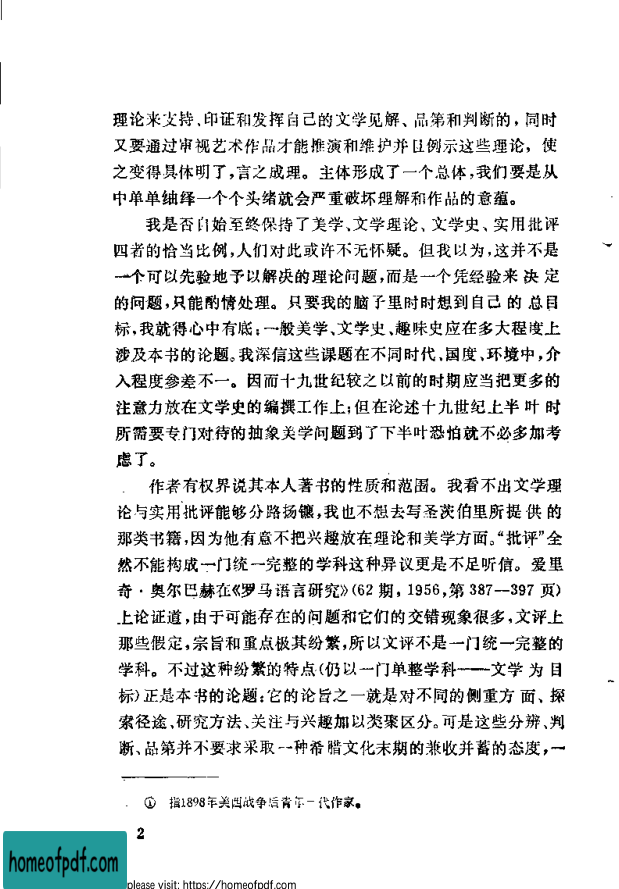 理论来支持、印证和发挥自己的文学见解、品第和判断的，同时
又要通过审视艺术作品才能推演和维护并且例示这些理论，使
之变得具体明了，言之成理。主体形成了一个总体，我们要是从
中单单䌷绎一个个头绪就会严重破坏理解和作品的意蕴。
我是否自始至终保持了美学、文学理论、文学史、实用批评
四者的恰当比例，人们对此或许不无怀疑。但我以为，这并不是
一个可以先验地予以解决的理论问题，而是一个凭经验来决定
的问题，只能酌情处理。只要我的脑子里时时想到自己的总目
标，我就得心中有底；一般美学、文学史、趣味史应在多大程度上
涉及本书的论题。我深信这些课题在不同时代、国度、环境中，介
入程度参差不一。因而十九世纪较之以前的时期应当把更多的
注意力放在文学史的编撰工作上；但在论述十九世纪上半叶时
所需要专门对待的抽象美学问题到了下半叶恐怕就不必多加考
虑了。
作者有权界说其本人著书的性质和范围。我看不出文学理
论与实用批评能够分路扬镳，我也不想去写圣茨伯里所提供的
那类书籍，因为他有意不把兴趣放在理论和美学方面。“批评”全
然不能构成一门统一完整的学科这种异议更是不足听信。爱里
奇·奥尔巴赫在《罗马语言研究》（62期，1956，第387—397页）
上论证道，由于可能存在的问题和它们的交错现象很多，文评上
那些假定，宗旨和重点极其纷繁，所以文评不是一门统一完整的
学科。不过这种纷繁的特点（仍以一门单整学科——文学为目
标）正是本书的论题；它的论旨之一就是对不同的侧重方面、探
索径途、研究方法、关注与兴趣加以类聚区分。可是这些分辨、判
断、品第并不要求采取一种希腊文化末期的兼收并蓄的态度，一
① 指1898年美西战争后青年一代作家。
2
homeofpdf.com
please visit: https://homeofpdf.com